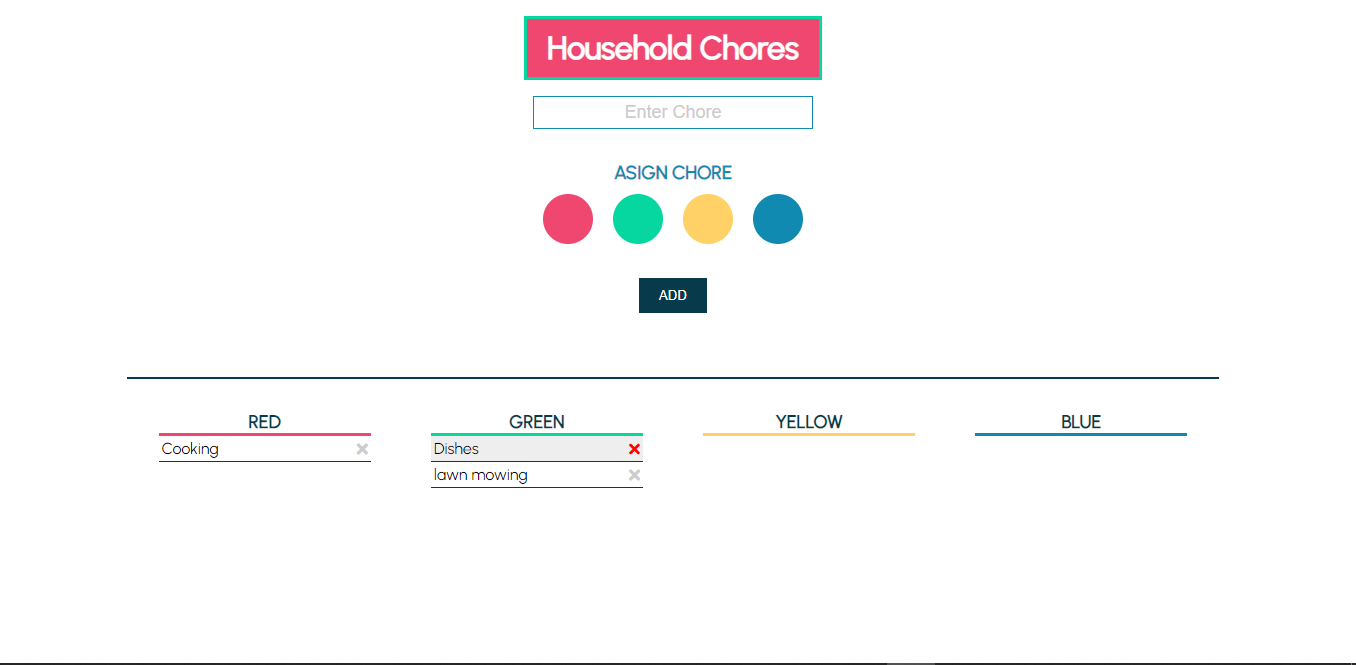 Household Chores
Enter Chore
ASIGN CHORE
ADD
RED GREEN YELLOW BLUE
Cooking Dishes
lawn mowing